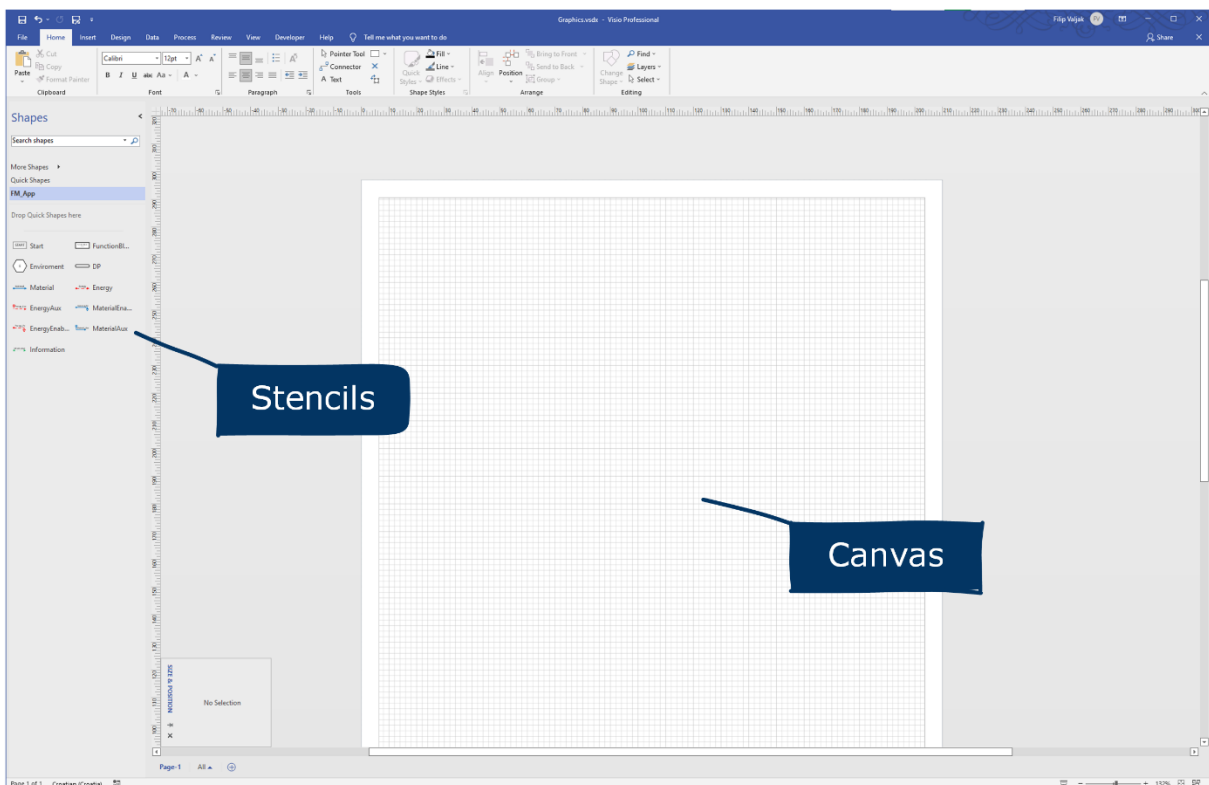 Graphics.vsdx - Visio Professional
Filip Valjak FV
File Home Insert Design Data Process Review View Developer Help Tell me what you want to do Share
Paste
Cut
Copy
Format Painter
Clipboard
Calibri 12pt A A
B I U abc Aa A
Font
Paragraph
Pointer Tool
Connector
A Text
Tools
Quick Styles
Fill
Line
Effects
Shape Styles
Align Position
Bring to Front
Send to Back
Group
Arrange
Change Shape
Find
Layers
Select
Editing
Shapes
Search shapes
More Shapes
Quick Shapes
FM_App
Drop Quick Shapes here
Start FunctionBl...
Enviroment DP
Material Energy
EnergyAux MaterialEna...
EnergyEnab... MaterialAux
Information
Stencils
Canvas
SIZE & POSITION
No Selection
Page-1 All
Page 1 of 1 Croatian (Croatia) 132%